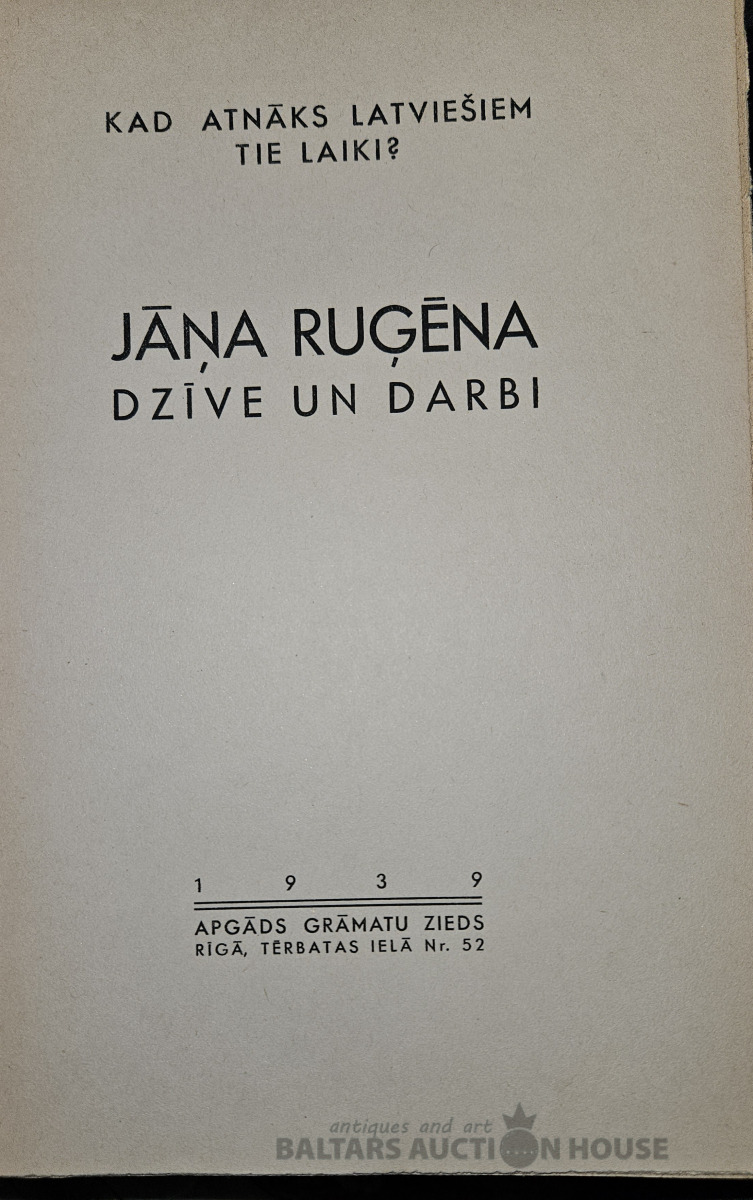 KAD ATNĀKS LATVIEŠIEM
TIE LAIKI?
JĀŅA RUĢĒNA
DZĪVE UN DARBI
1 9 3 9
APGĀDS GRĀMATU ZIEDS
RĪGĀ, TĒRBATAS IELĀ Nr. 52
antiques and art
BALTARS AUCTION HOUSE